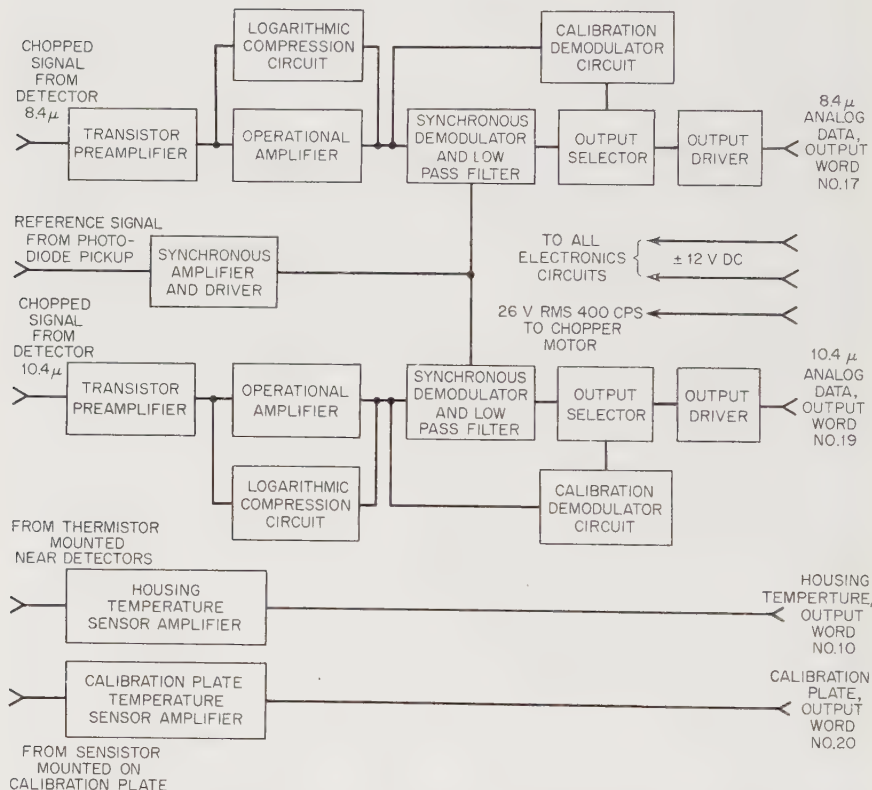 CHOPPED
SIGNAL
FROM
DETECTOR
8.4 μ
LOGARITHMIC
COMPRESSION
CIRCUIT
CALIBRATION
DEMODULATOR
CIRCUIT
TRANSISTOR
PREAMPLIFIER
OPERATIONAL
AMPLIFIER
SYNCHRONOUS
DEMODULATOR
AND LOW
PASS FILTER
OUTPUT
SELECTOR
OUTPUT
DRIVER
8.4 μ
ANALOG
DATA,
OUTPUT
WORD
NO.17
REFERENCE SIGNAL
FROM PHOTO-
DIODE PICKUP
SYNCHRONOUS
AMPLIFIER
AND DRIVER
TO ALL
ELECTRONICS
CIRCUITS
± 12 V DC
26 V RMS 400 CPS
TO CHOPPER
MOTOR
CHOPPED
SIGNAL
FROM
DETECTOR
10.4 μ
TRANSISTOR
PREAMPLIFIER
OPERATIONAL
AMPLIFIER
SYNCHRONOUS
DEMODULATOR
AND LOW
PASS FILTER
OUTPUT
SELECTOR
OUTPUT
DRIVER
10.4 μ
ANALOG
DATA,
OUTPUT
WORD
NO.19
LOGARITHMIC
COMPRESSION
CIRCUIT
CALIBRATION
DEMODULATOR
CIRCUIT
FROM THERMISTOR
MOUNTED
NEAR DETECTORS
HOUSING
TEMPERATURE
SENSOR AMPLIFIER
HOUSING
TEMPERTURE,
OUTPUT
WORD
NO.10
CALIBRATION PLATE
TEMPERATURE
SENSOR AMPLIFIER
CALIBRATION
PLATE,
OUTPUT
WORD
NO.20
FROM SENSISTOR
MOUNTED ON
CALIBRATION PLATE